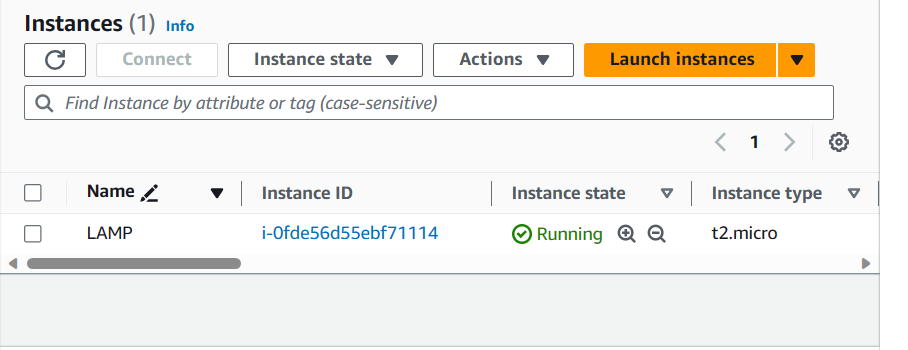 Instances (1) Info
Connect Instance state Actions Launch instances
Find Instance by attribute or tag (case-sensitive)
1
Name Instance ID Instance state Instance type
LAMP i-0fde56d55ebf71114 Running t2.micro